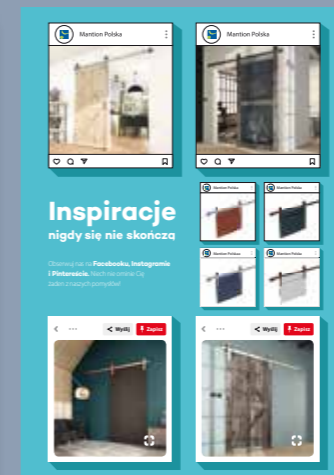 Mantion Polska
Mantion Polska
Inspiracje
nigdy się nie skończą
Mantion Polska
Mantion Polska
Mantion Polska
Mantion Polska
Obserwuj nas na Facebooku, Instagramie
i Pintereście. Niech nie ominie Cię
żaden z naszych pomysłów!
Wyślij
Zapisz
Wyślij
Zapisz